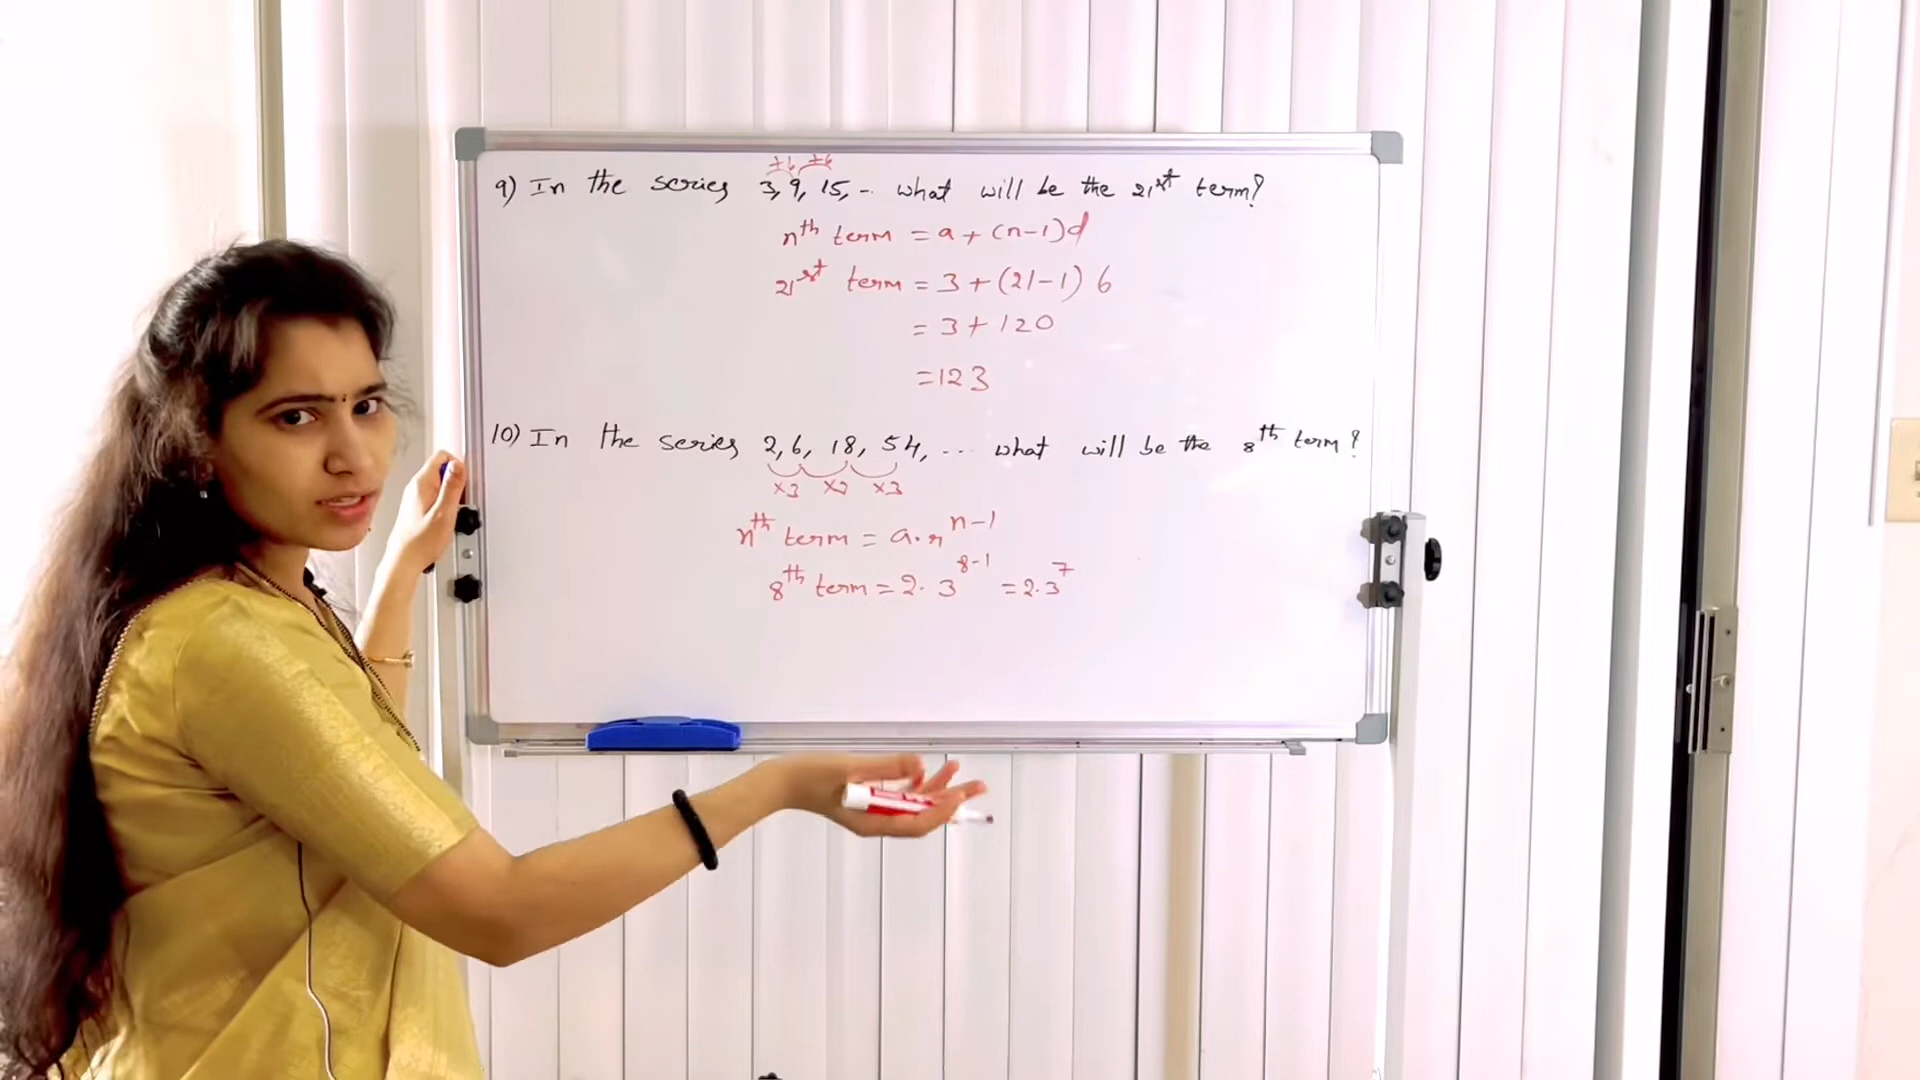 +6 +6
9) In the series 3, 9, 15, -- what will be the 21st term?
nth term = a + (n-1)d
21st term = 3 + (21-1) 6
= 3 + 120
= 123
10) In the series 2, 6, 18, 54, ... what will be the 8th term?
×3 ×3 ×3
nth term = a.r^n-1
8th term = 2. 3^8-1 = 2.3^7